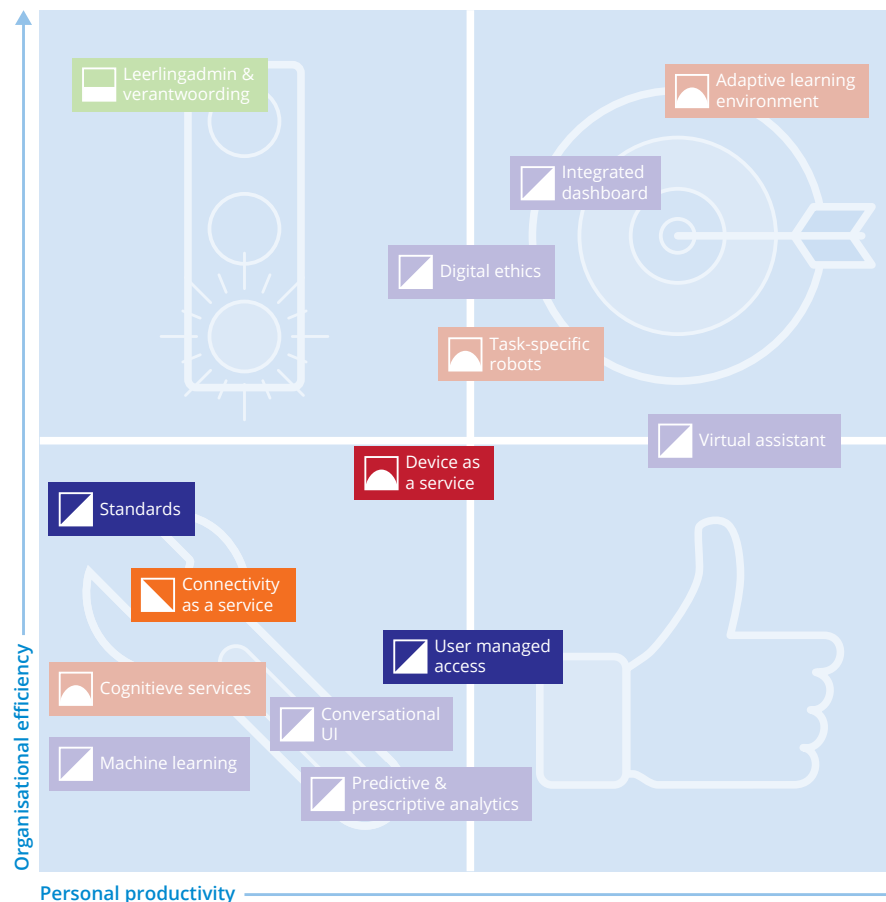 Leerlingadmin &
verantwoording
Adaptive learning
environment
Integrated
dashboard
Digital ethics
Task-specific
robots
Virtual assistant
Device as
a service
Standards
Connectivity
as a service
User managed
access
Cognitieve services
Conversational
UI
Machine learning
Predictive &
prescriptive analytics
Organisational efficiency
Personal productivity